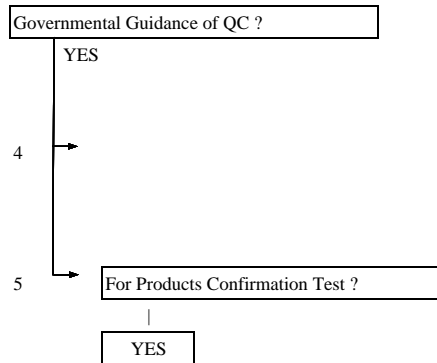 Governmental Guidance of QC ?
YES
4
5
For Products Confirmation Test ?
YES